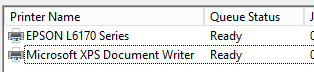 Printer Name Queue Status J
EPSON L6170 Series Ready
Microsoft XPS Document Writer Ready